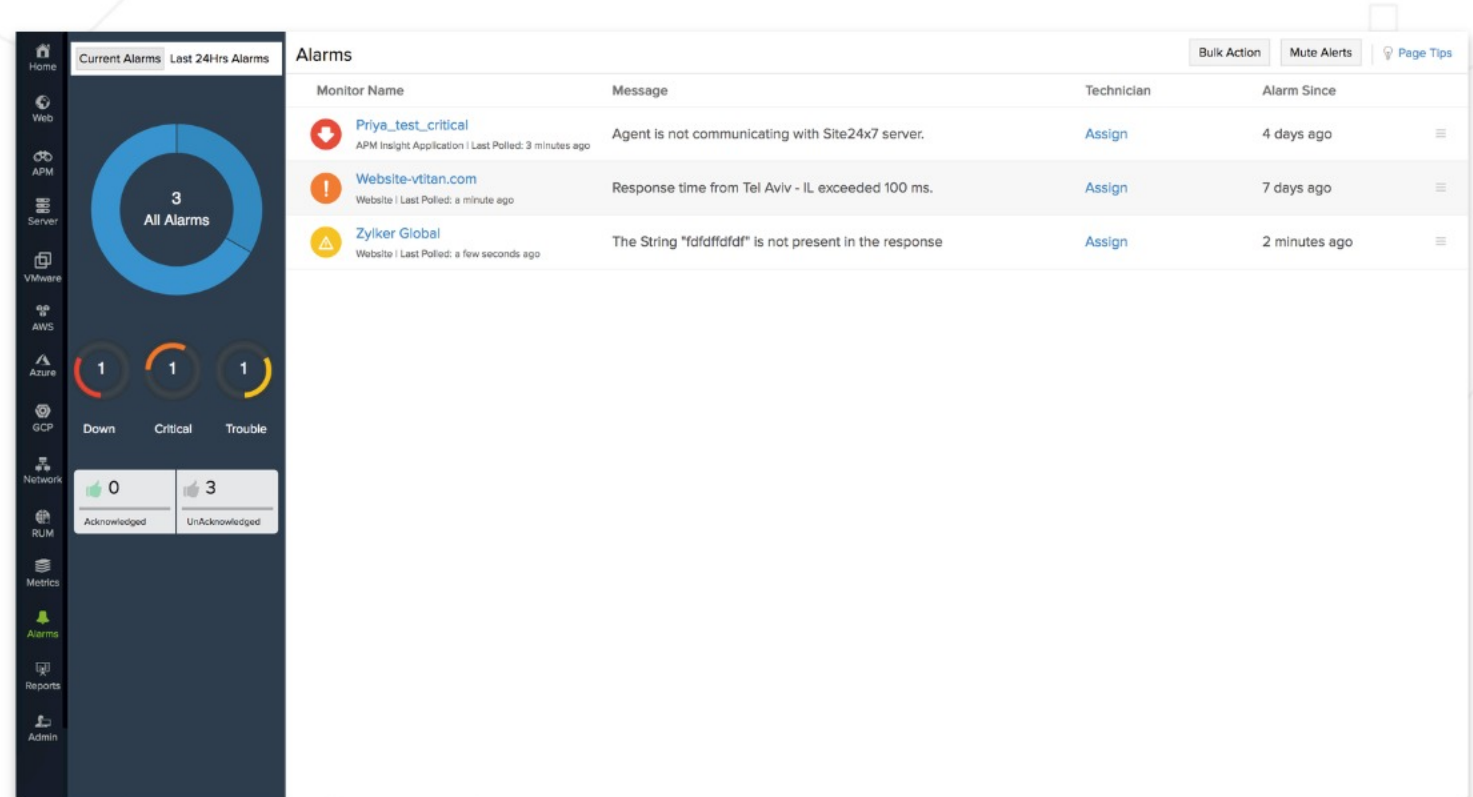 Home
Web
APM
Server
VMware
AWS
Azure
GCP
Network
RUM
Metrics
Alarms
Reports
Admin
Current Alarms Last 24Hrs Alarms
3
All Alarms
1 1 1
Down Critical Trouble
0 3
Acknowledged UnAcknowledged
Alarms Bulk Action Mute Alerts Page Tips
Monitor Name Message Technician Alarm Since
Priya_test_critical
APM Insight Application | Last Polled: 3 minutes ago
Agent is not communicating with Site24x7 server. Assign 4 days ago
Website-vtitan.com
Website | Last Polled: a minute ago
Response time from Tel Aviv - IL exceeded 100 ms. Assign 7 days ago
Zylker Global
Website | Last Polled: a few seconds ago
The String "fdfdffdfdf" is not present in the response Assign 2 minutes ago